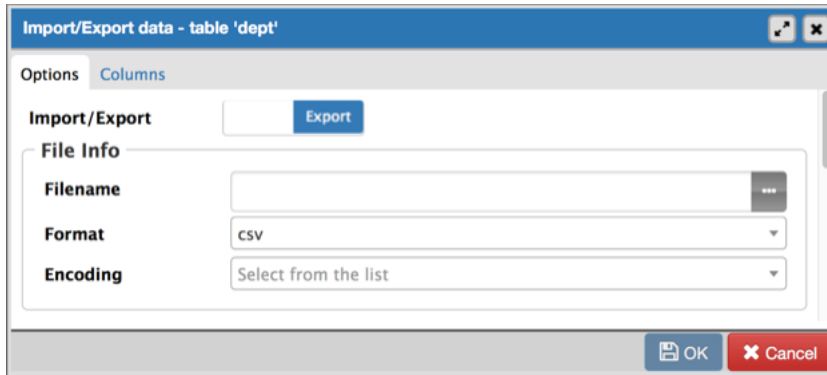 Import/Export data - table 'dept'
Options Columns
Import/Export Export
File Info
Filename
Format csv
Encoding Select from the list
OK Cancel